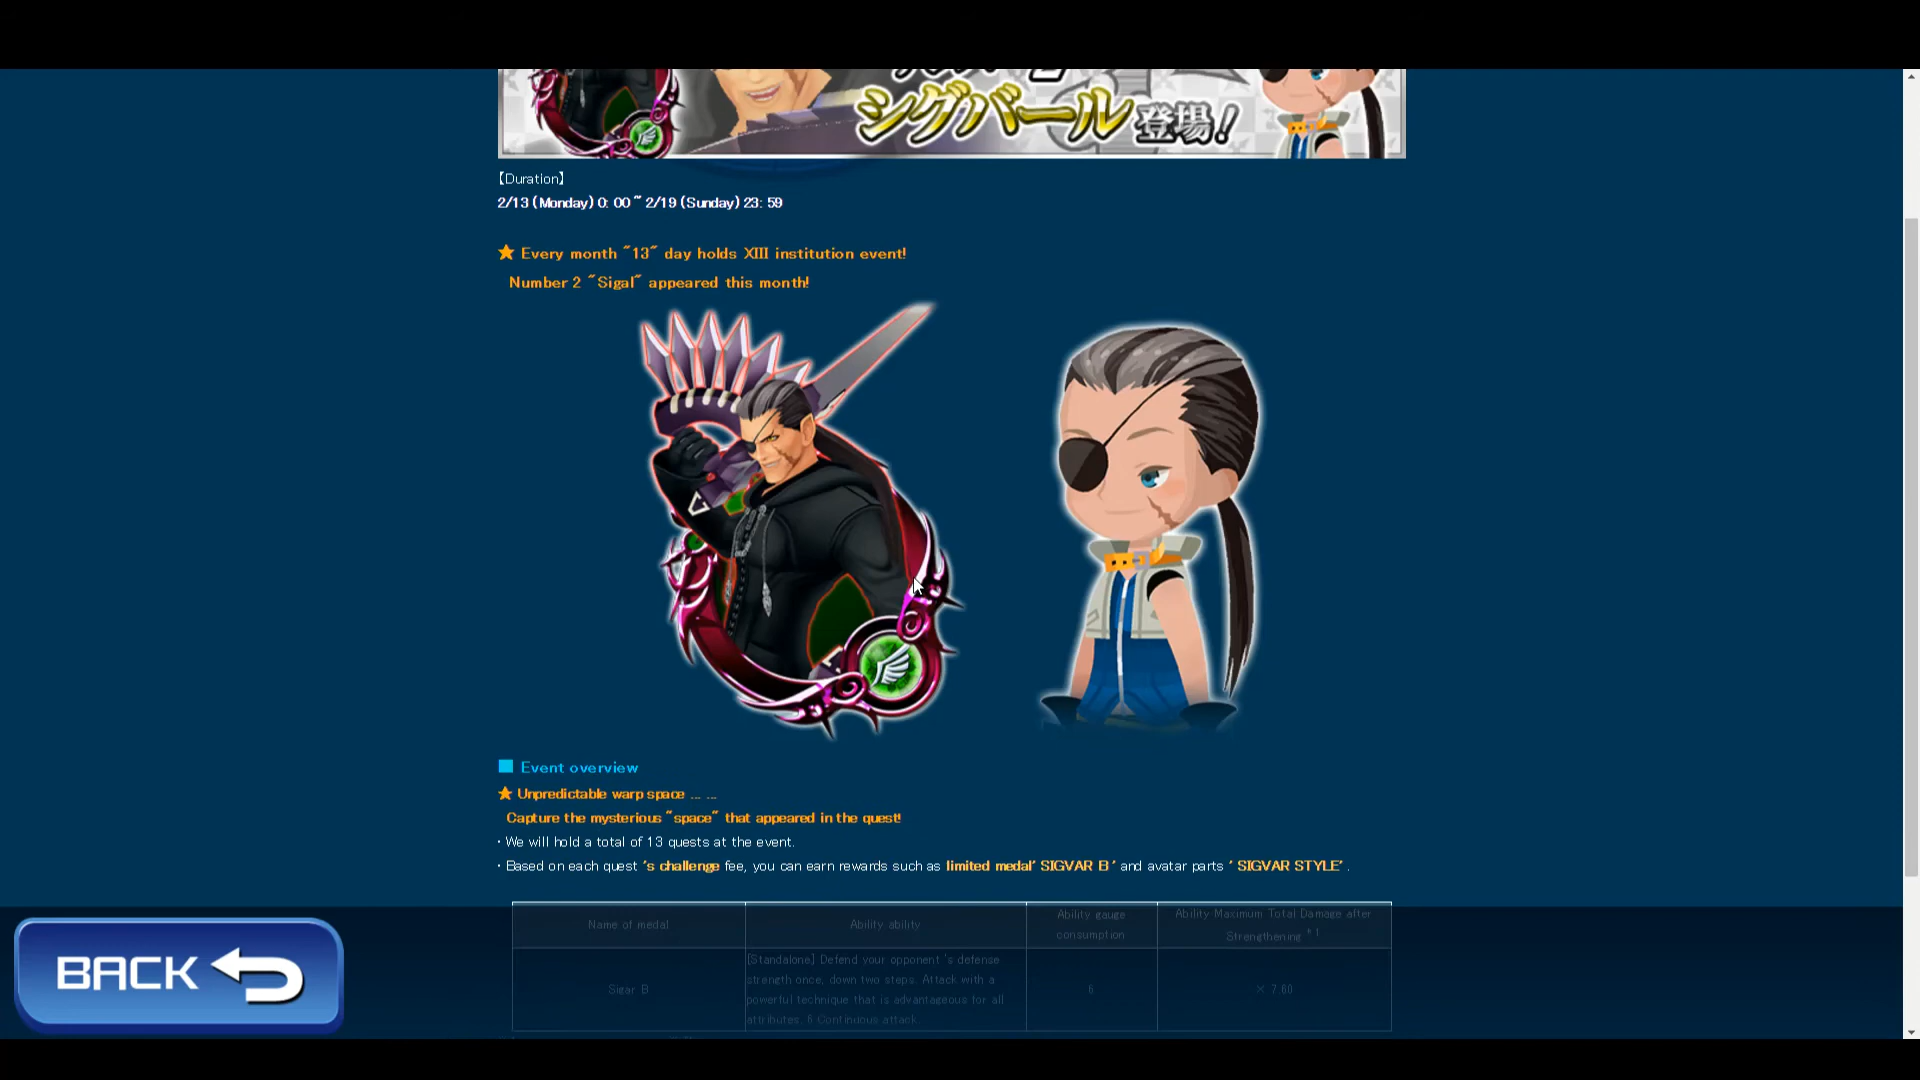 シグバール 登場！
【Duration】
2/13 (Monday) 0: 00 ~ 2/19 (Sunday) 23: 59
★ Every month "13" day holds XIII institution event!
Number 2 "Sigal" appeared this month!
■ Event overview
★ Unpredictable warp space ... ...
Capture the mysterious "space" that appeared in the quest!
・We will hold a total of 13 quests at the event.
・Based on each quest 's challenge fee, you can earn rewards such as limited medal' SIGVAR B ' and avatar parts ' SIGVAR STYLE' .
Name of medal
Ability ability
Ability gauge
consumption
Ability Maximum Total Damage after
Strengthening * 1
Sigar B
[Standalone] Defend your opponent 's defense
strength once, down two steps. Attack with a
powerful technique that is advantageous for all
attributes. 6 Continuous attack.
6
× 7.60
BACK